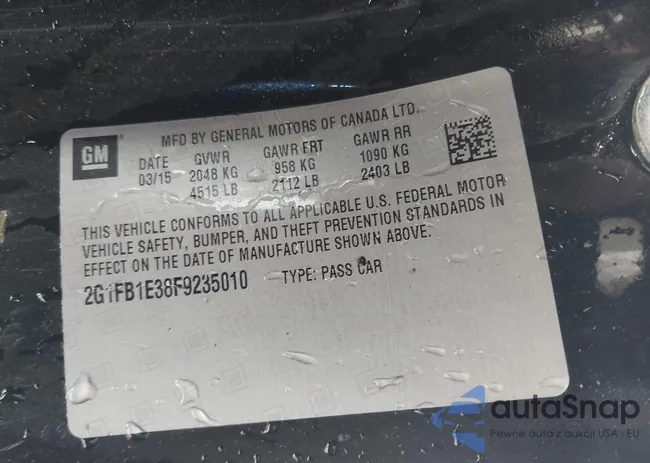 GM
MFD BY GENERAL MOTORS OF CANADA LTD.
DATE GVWR GAWR FRT GAWR RR
03/15 2048 KG 958 KG 1090 KG
4515 LB 2112 LB 2403 LB
THIS VEHICLE CONFORMS TO ALL APPLICABLE U.S. FEDERAL MOTOR
VEHICLE SAFETY, BUMPER, AND THEFT PREVENTION STANDARDS IN
EFFECT ON THE DATE OF MANUFACTURE SHOWN ABOVE.
2G1FB1E38F9235010 TYPE: PASS CAR
autaSnap
Pewne auta z aukcji USA i EU